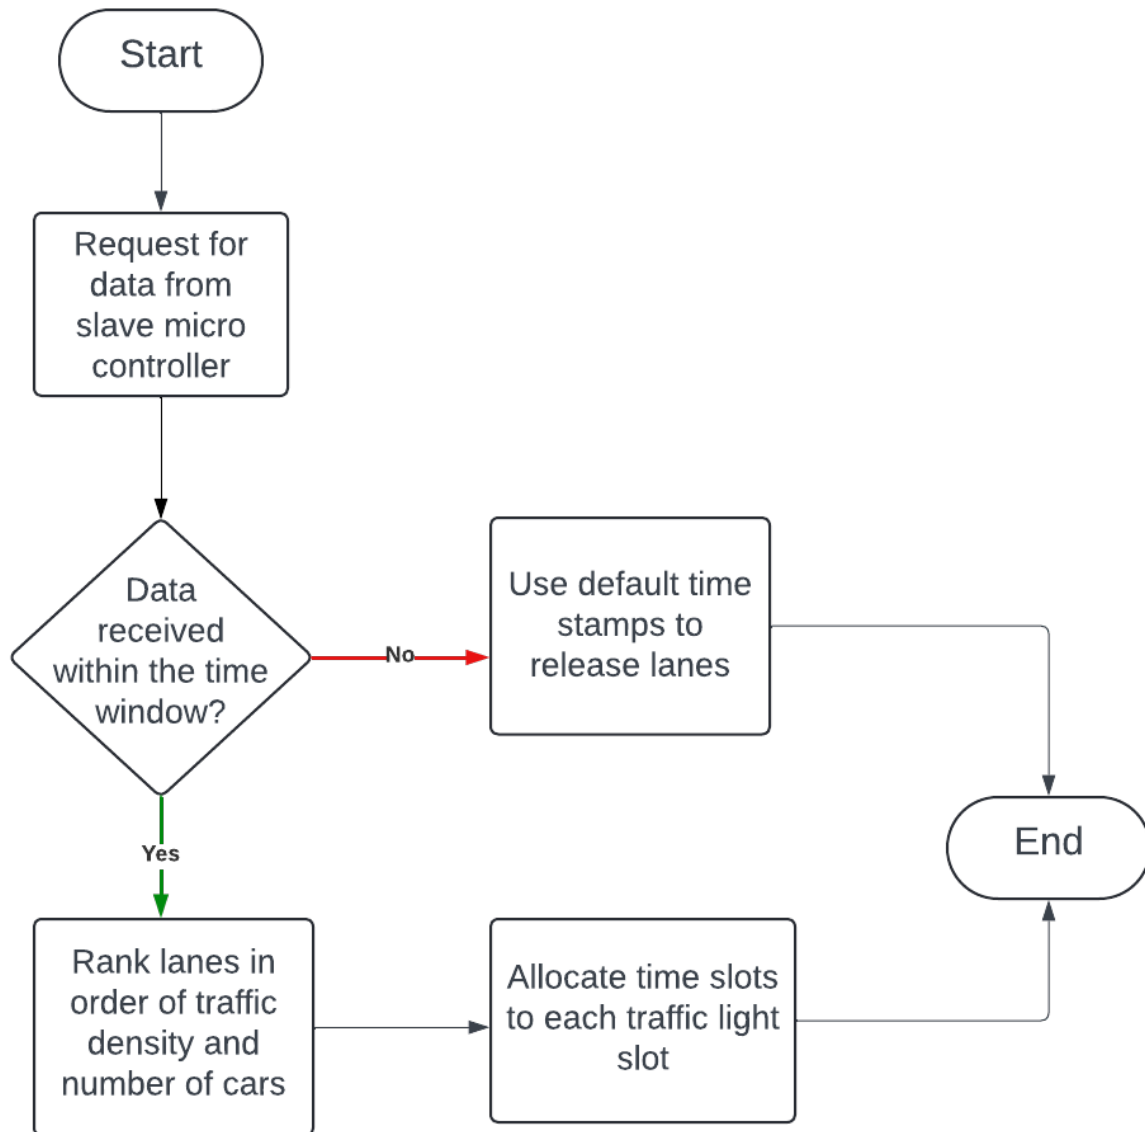 Start
Request for
data from
slave micro
controller
Data
received
within the time
window?
No
Use default time
stamps to
release lanes
Yes
End
Rank lanes in
order of traffic
density and
number of cars
Allocate time slots
to each traffic light
slot